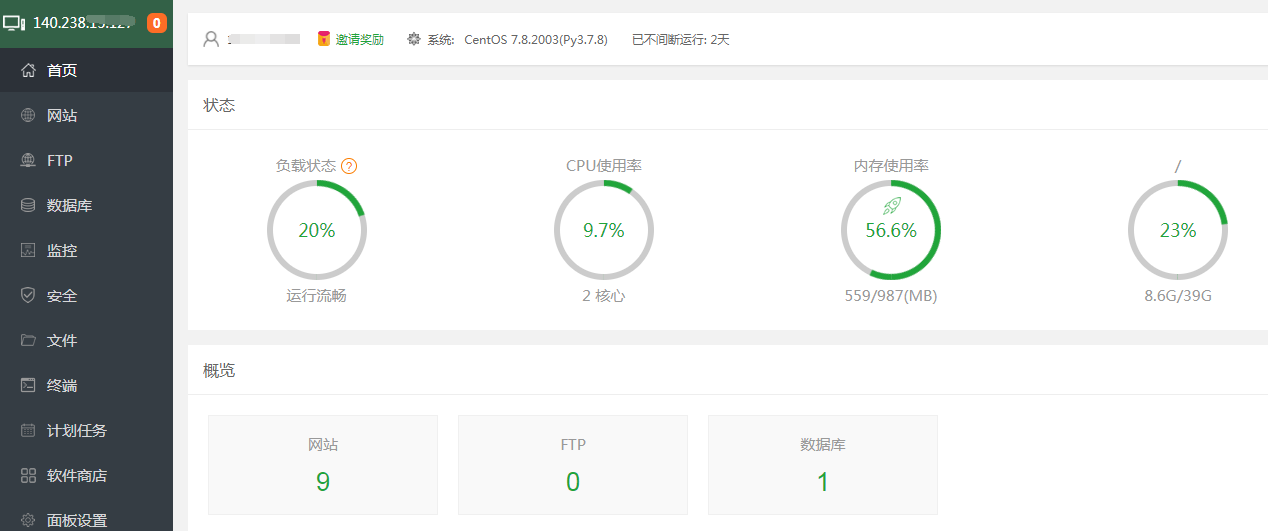 140.238.
0
首页
网站
FTP
数据库
监控
安全
文件
终端
计划任务
软件商店
面板设置
邀请奖励 系统: CentOS 7.8.2003(Py3.7.8) 已不间断运行: 2天
状态
负载状态 ? CPU使用率 内存使用率 /
20% 9.7% 56.6% 23%
运行流畅 2 核心 559/987(MB) 8.6G/39G
概览
网站 FTP 数据库
9 0 1